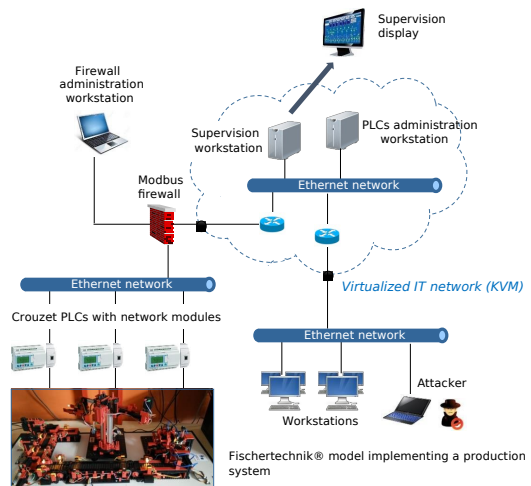 Supervision
display
Firewall
administration
workstation
Supervision
workstation
PLCs administration
workstation
Modbus
firewall
Ethernet network
Ethernet network
Virtualized IT network (KVM)
Crouzet PLCs with network modules
Ethernet network
Attacker
Workstations
Fischertechnik® model implementing a production
system